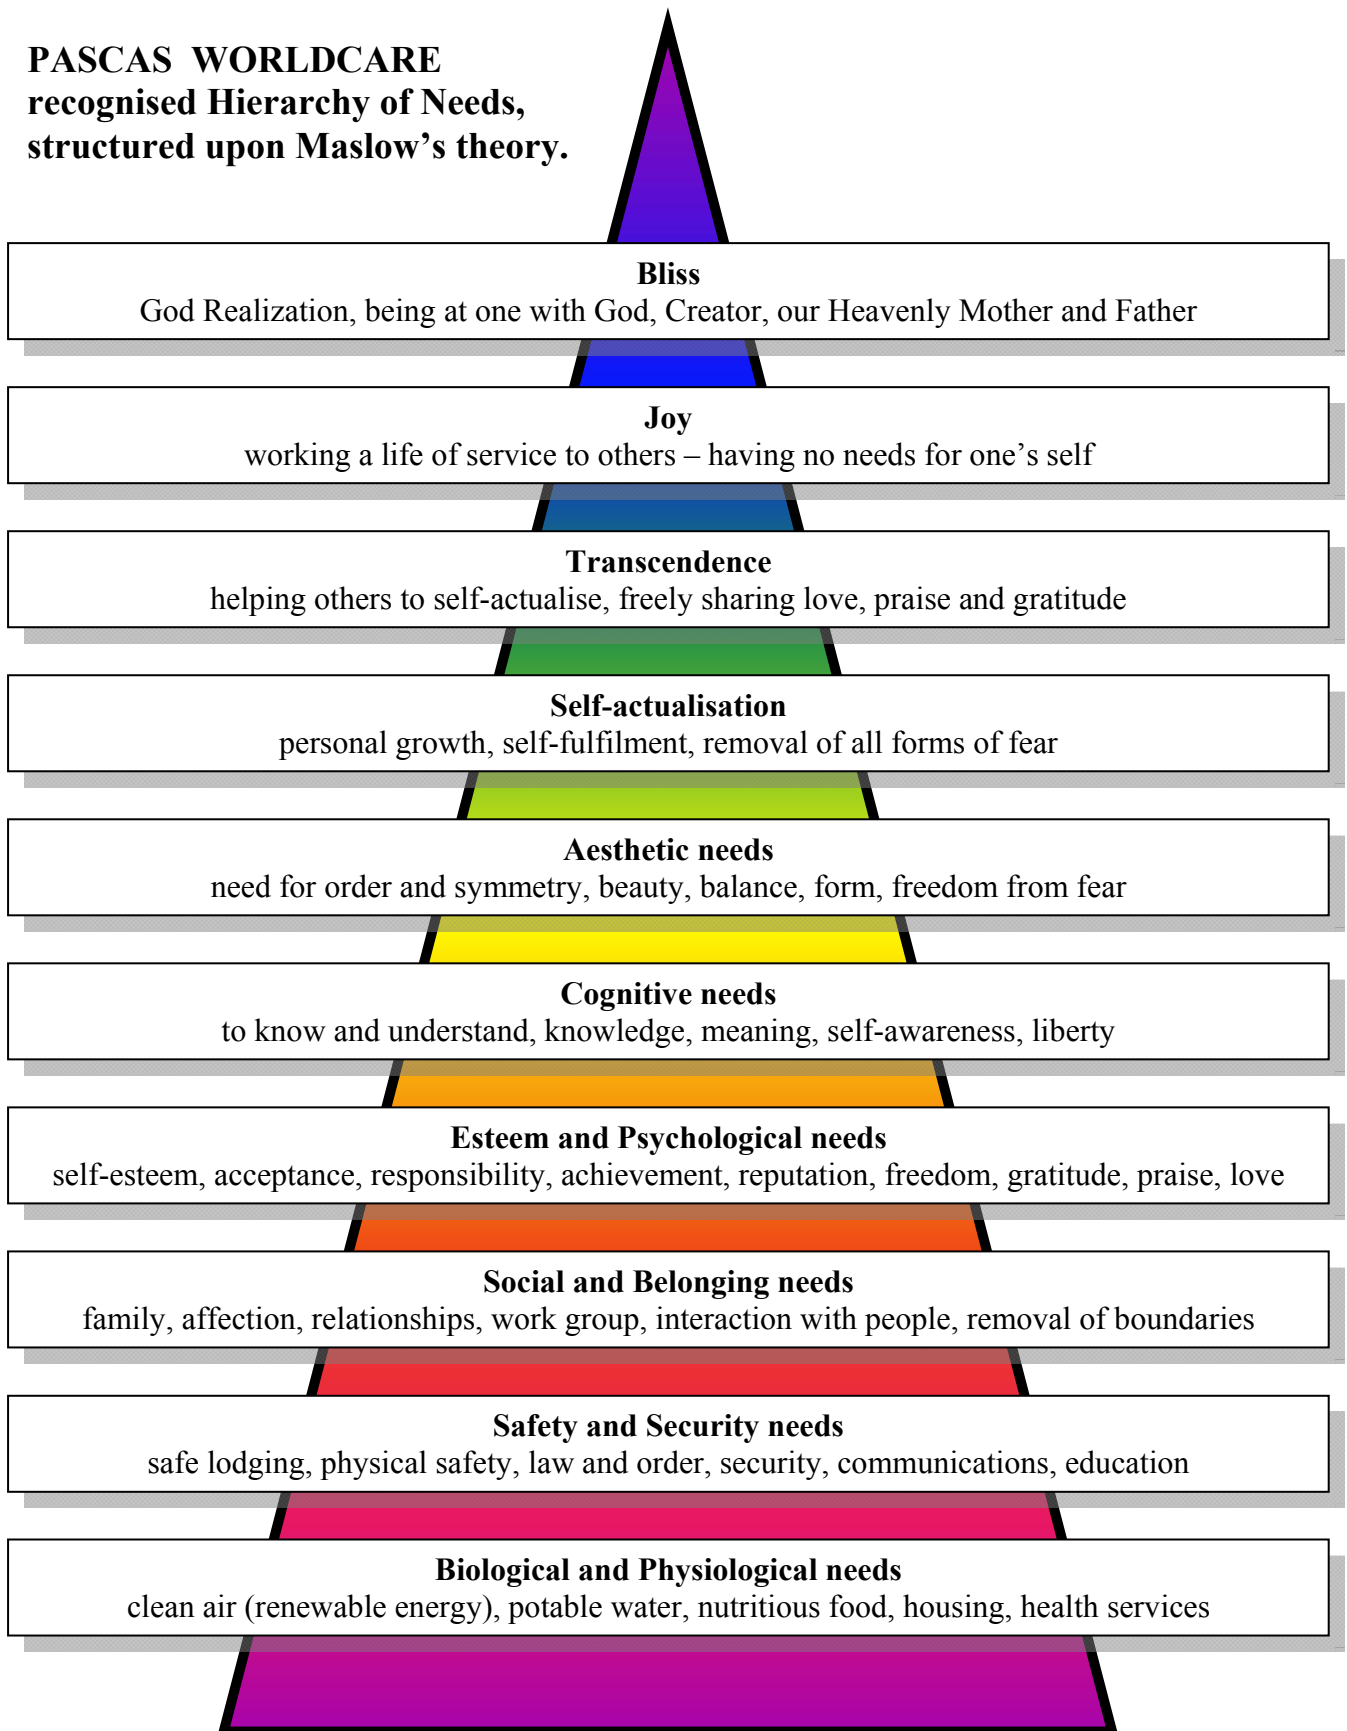 PASCAS WORLDCARE
recognised Hierarchy of Needs,
structured upon Maslow’s theory.
Bliss
God Realization, being at one with God, Creator, our Heavenly Mother and Father
Joy
working a life of service to others – having no needs for one’s self
Transcendence
helping others to self-actualise, freely sharing love, praise and gratitude
Self-actualisation
personal growth, self-fulfilment, removal of all forms of fear
Aesthetic needs
need for order and symmetry, beauty, balance, form, freedom from fear
Cognitive needs
to know and understand, knowledge, meaning, self-awareness, liberty
Esteem and Psychological needs
self-esteem, acceptance, responsibility, achievement, reputation, freedom, gratitude, praise, love
Social and Belonging needs
family, affection, relationships, work group, interaction with people, removal of boundaries
Safety and Security needs
safe lodging, physical safety, law and order, security, communications, education
Biological and Physiological needs
clean air (renewable energy), potable water, nutritious food, housing, health services